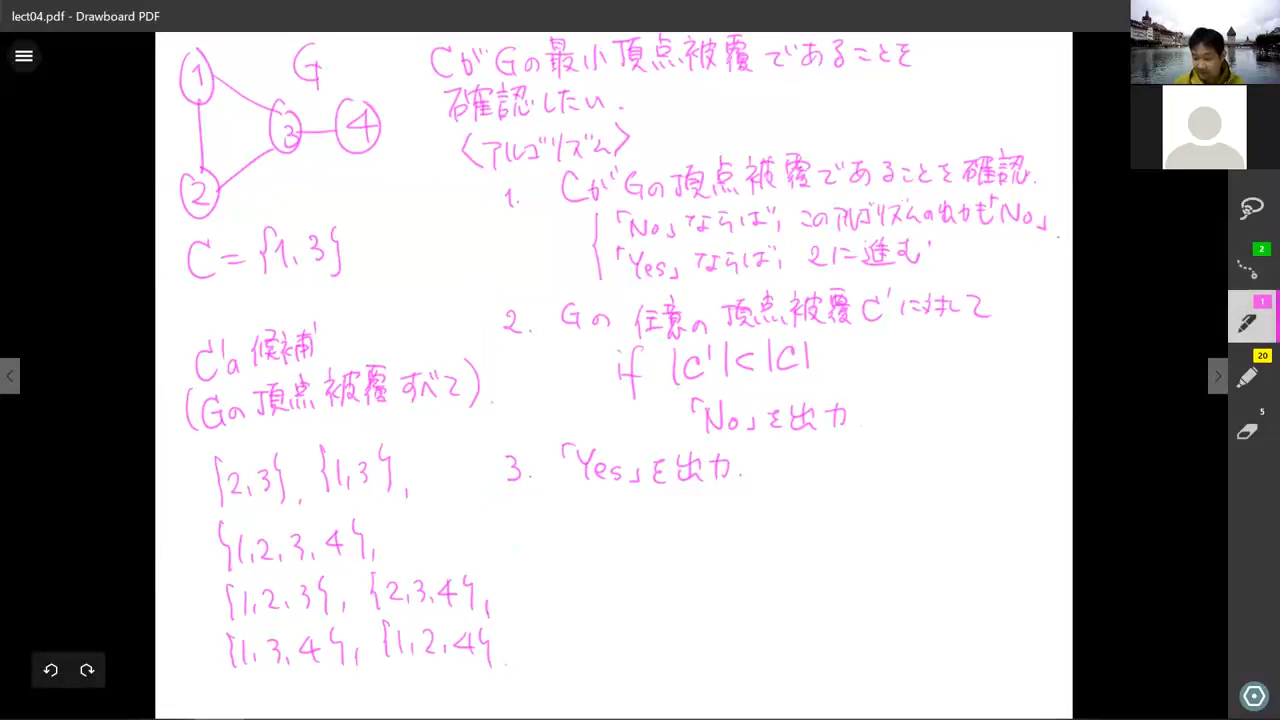 lect04.pdf - Drawboard PDF
1
G
3
4
2
C = {1, 3}
C'の候補
(Gの頂点被覆すべて).
{2,3}, {1,3},
{1,2,3,4},
{1,2,3}, {2,3,4},
{1,3,4}, {1,2,4}.
CがGの最小頂点被覆であることを
確認したい.
<アルゴリズム>
1. CがGの頂点被覆であることを確認.
「No」ならば, このアルゴリズムの出力も「No」.
「Yes」ならば, 2に進む
2. Gの 任意の 頂点被覆C'に対して
if |C'|<|C|
「No」を出力.
3. 「Yes」を出力.
2
1
20
5